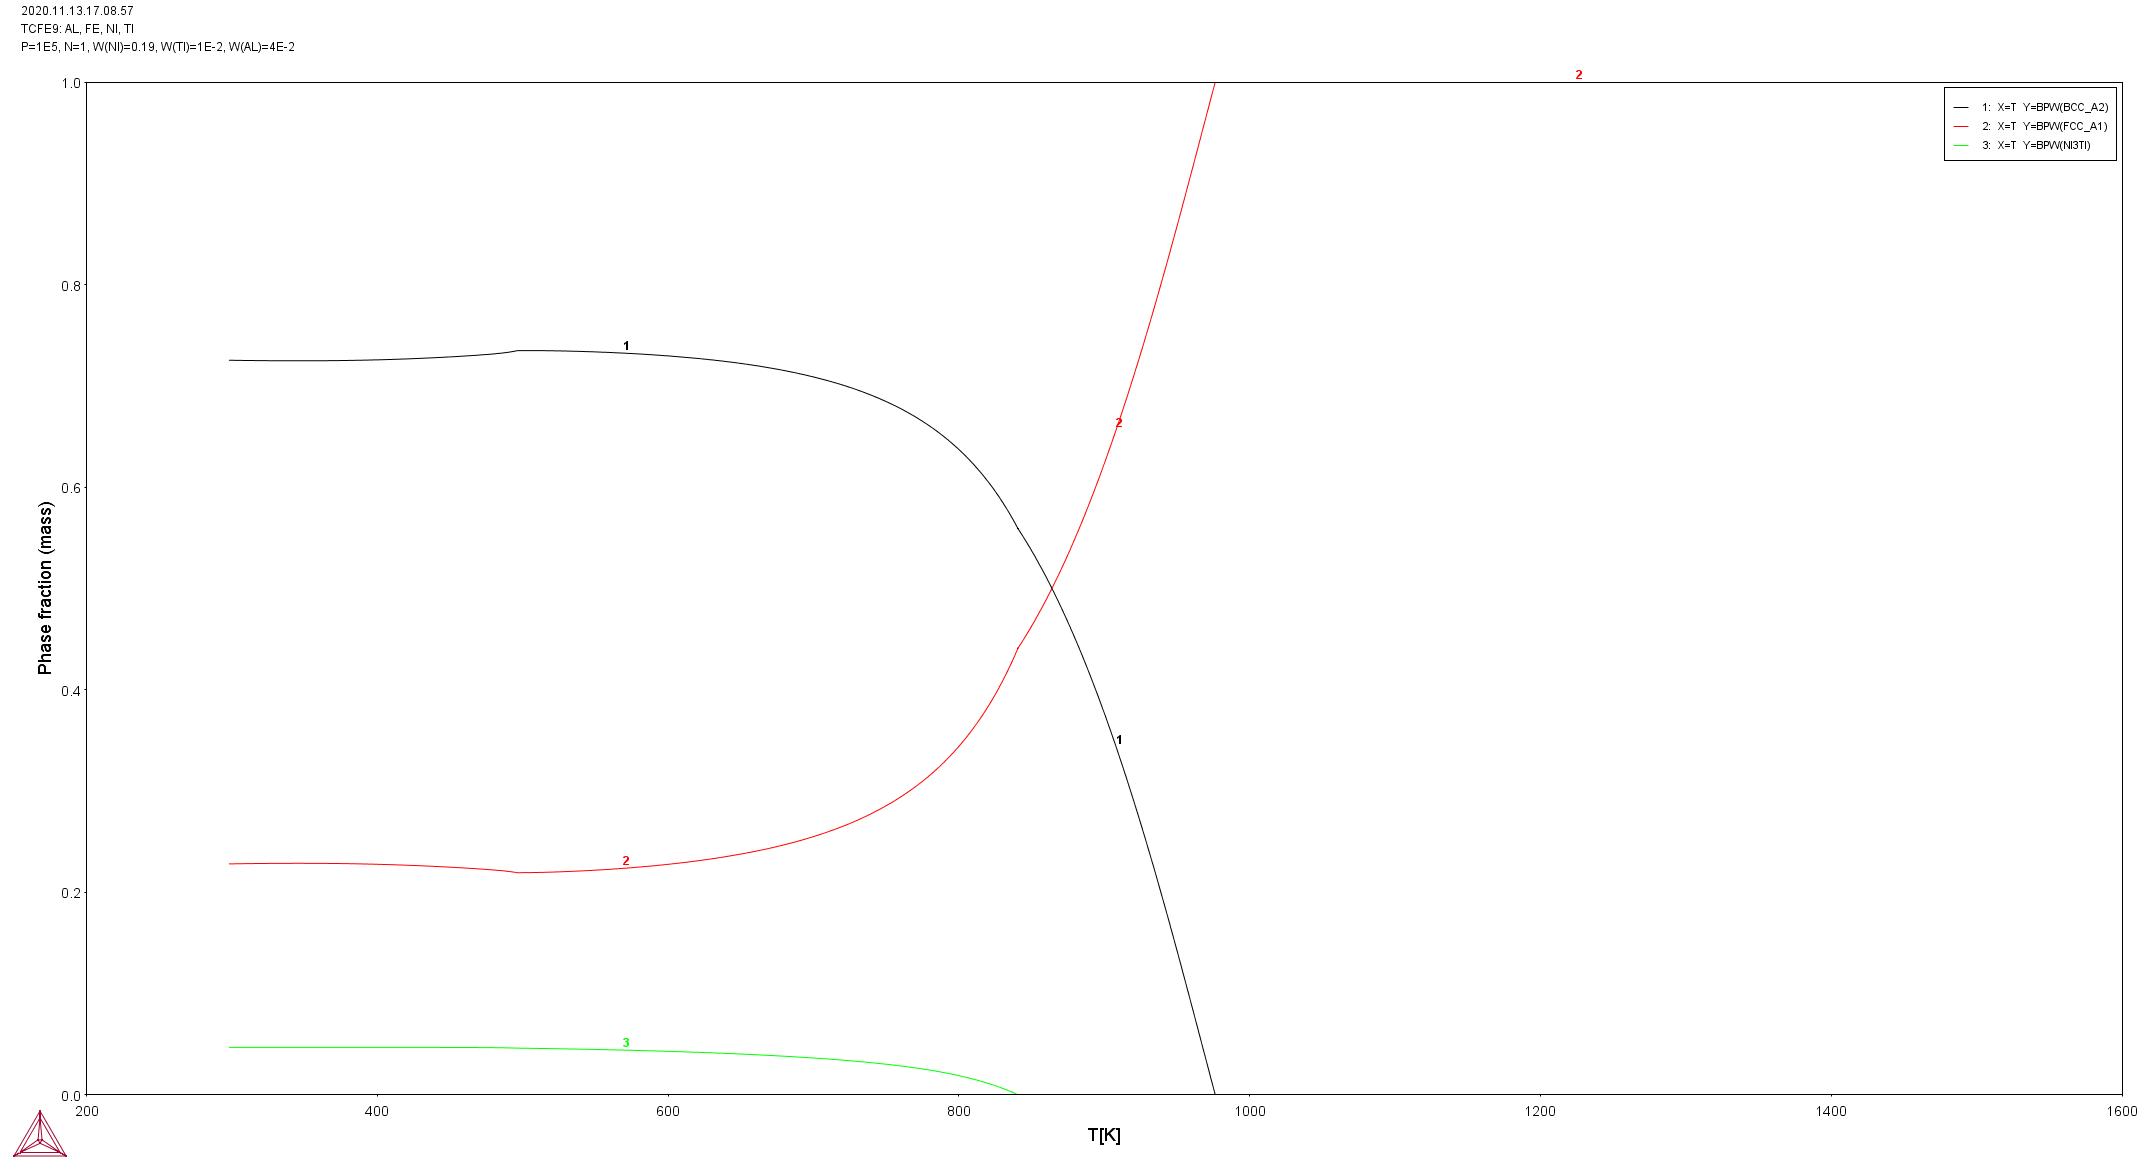 2020.11.13.17.08.57
TCFE9: AL, FE, NI, TI
P=1E5, N=1, W(NI)=0.19, W(TI)=1E-2, W(AL)=4E-2
2
1.0
1: X=T Y=BPW(BCC_A2)
2: X=T Y=BPW(FCC_A1)
3: X=T Y=BPW(NI3TI)
0.8
1
2
0.6
Phase fraction (mass)
0.4
1
2
0.2
3
0.0
200 400 600 800 1000 1200 1400 1600
T[K]